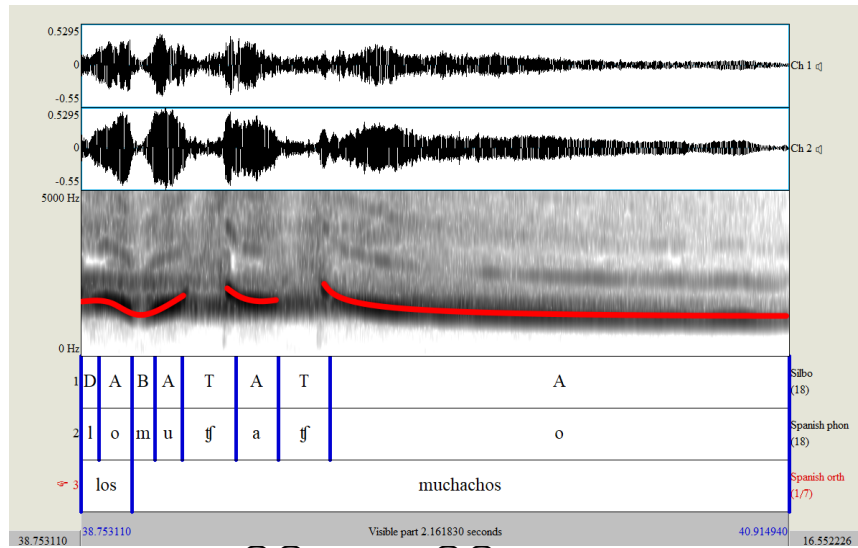 0.5295
0
-0.55
Ch 1
0.5295
0
-0.55
Ch 2
5000 Hz
0 Hz
1 D A B A T A T A Silbo (18)
2 l o m u ʧ a ʧ o Spanish phon (18)
3 los muchachos Spanish orth (1/7)
38.753110 38.753110 Visible part 2.161830 seconds 40.914940 16.552226